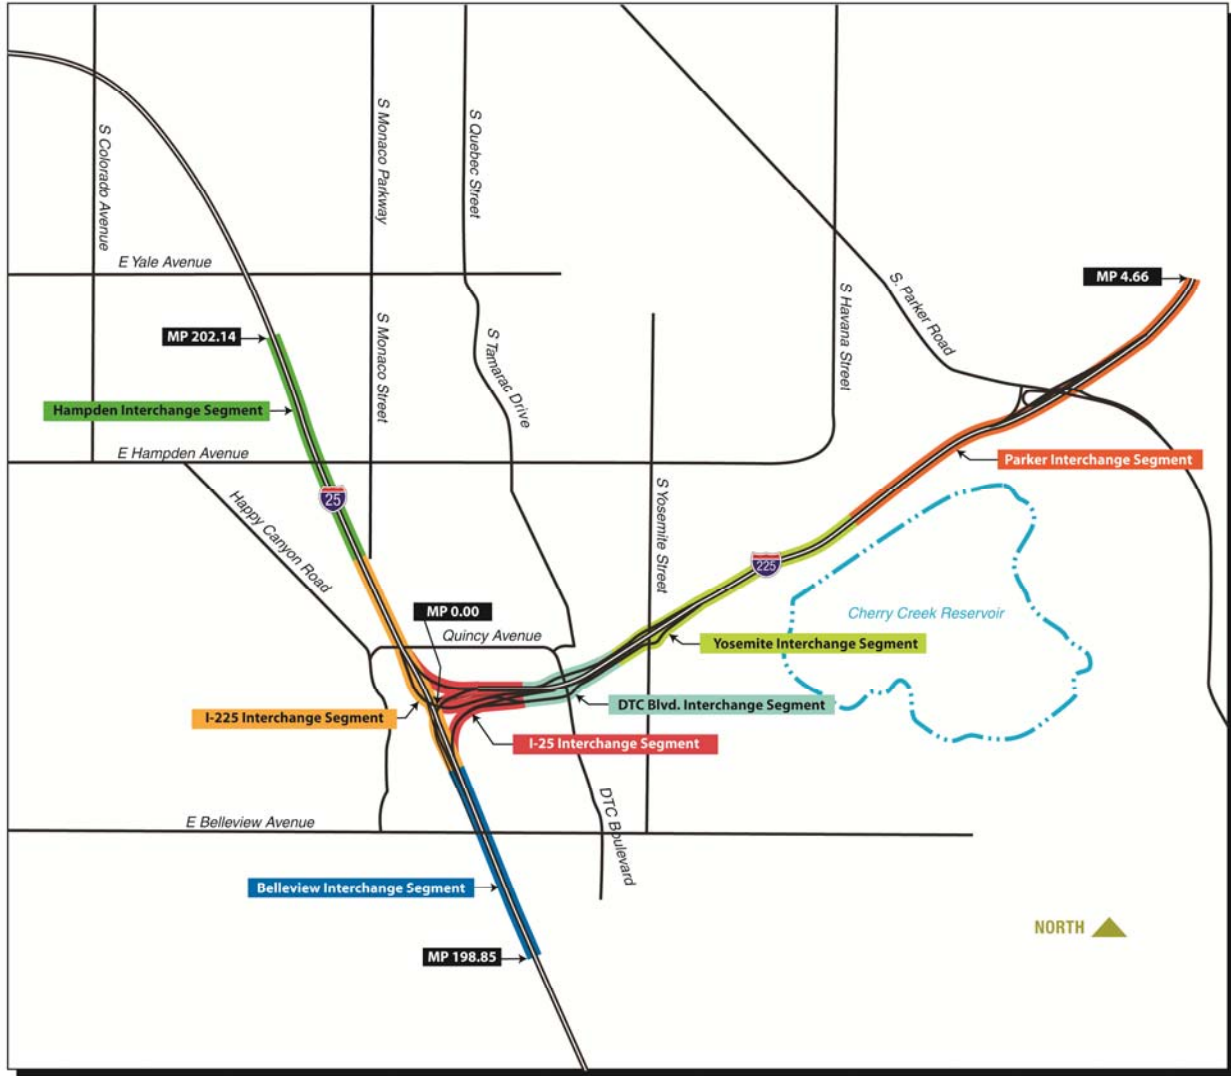 S Colorado Avenue
S Monaco Parkway
S Quebec Street
E Yale Avenue
S. Parker Road
MP 4.66
S Havana Street
MP 202.14
S Monaco Street
S Tamarac Drive
Hampden Interchange Segment
E Hampden Avenue
Parker Interchange Segment
25
Happy Canyon Road
S Yosemite Street
225
MP 0.00
Cherry Creek Reservoir
Quincy Avenue
Yosemite Interchange Segment
DTC Blvd. Interchange Segment
I-225 Interchange Segment
I-25 Interchange Segment
E Belleview Avenue
DTC Boulevard
Belleview Interchange Segment
NORTH
MP 198.85